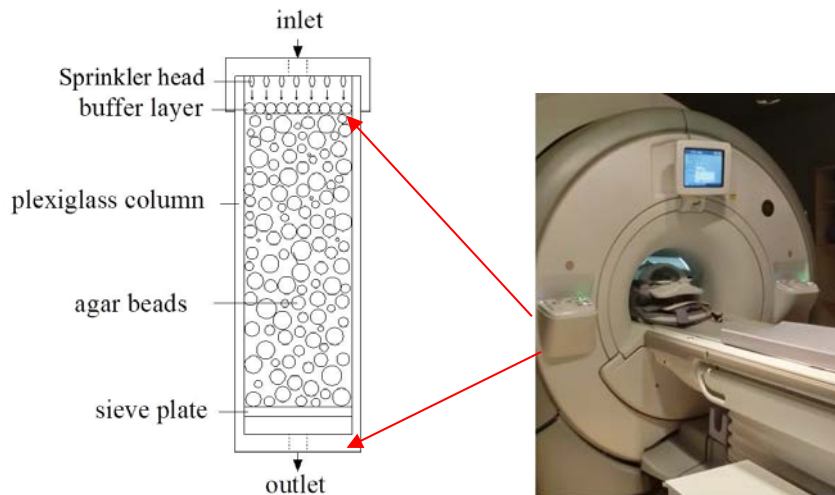 inlet
Sprinkler head
buffer layer
plexiglass column
agar beads
sieve plate
outlet